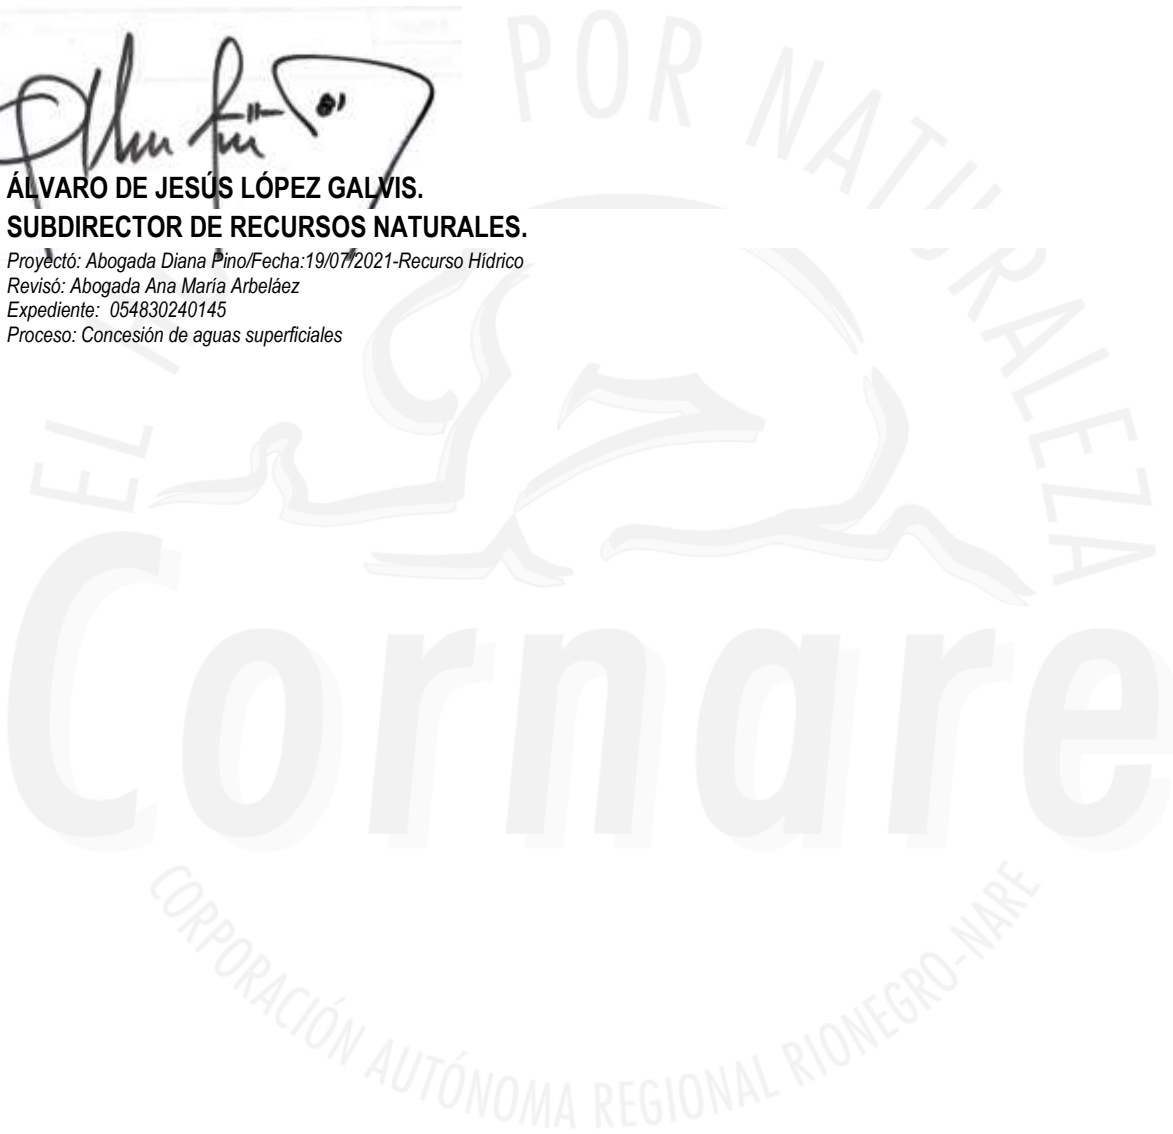 ÁLVARO DE JESÚS LÓPEZ GALVIS.
SUBDIRECTOR DE RECURSOS NATURALES.
Proyectó: Abogada Diana Pino/Fecha:19/07/2021-Recurso Hídrico
Revisó: Abogada Ana María Arbeláez
Expediente: 054830240145
Proceso: Concesión de aguas superficiales
POR NATURALEZA
EL
Cornare
CORPORACIÓN AUTÓNOMA REGIONAL RIONEGRO-NARE